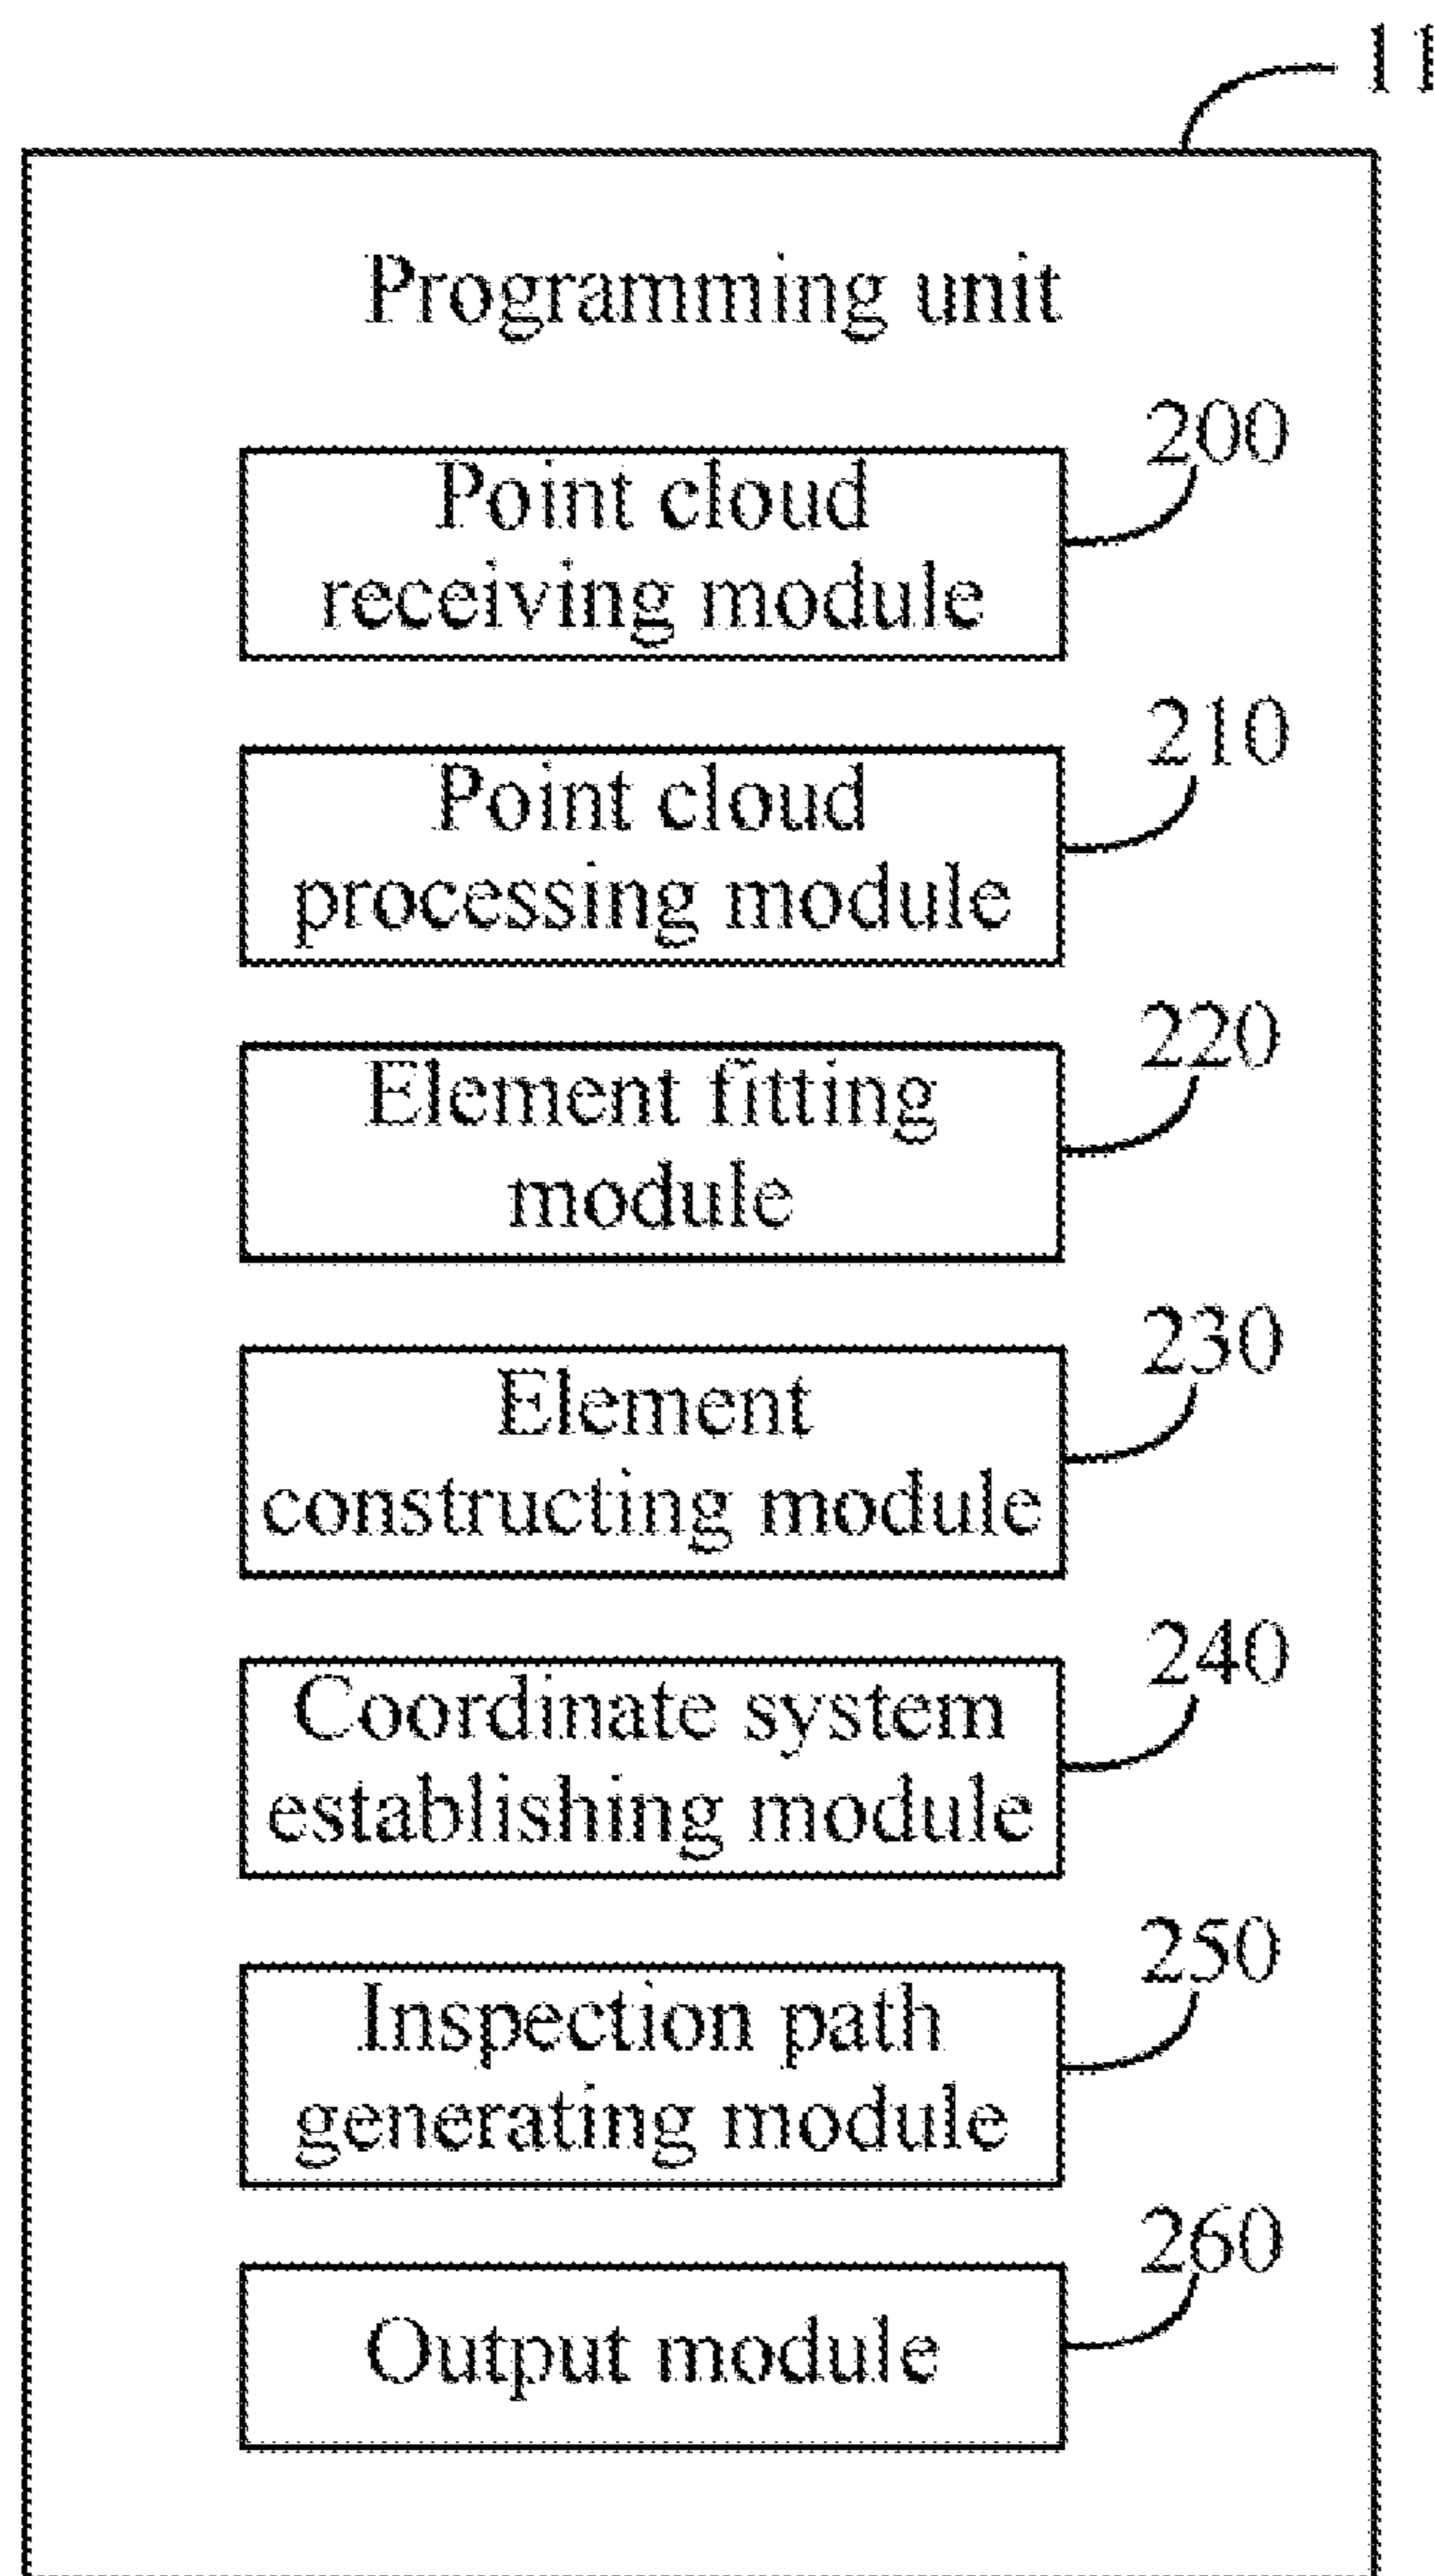 11
Programming unit
200
Point cloud
receiving module
210
Point cloud
processing module
220
Element fitting
module
230
Element
constructing module
240
Coordinate system
establishing module
250
Inspection path
generating module
260
Output module